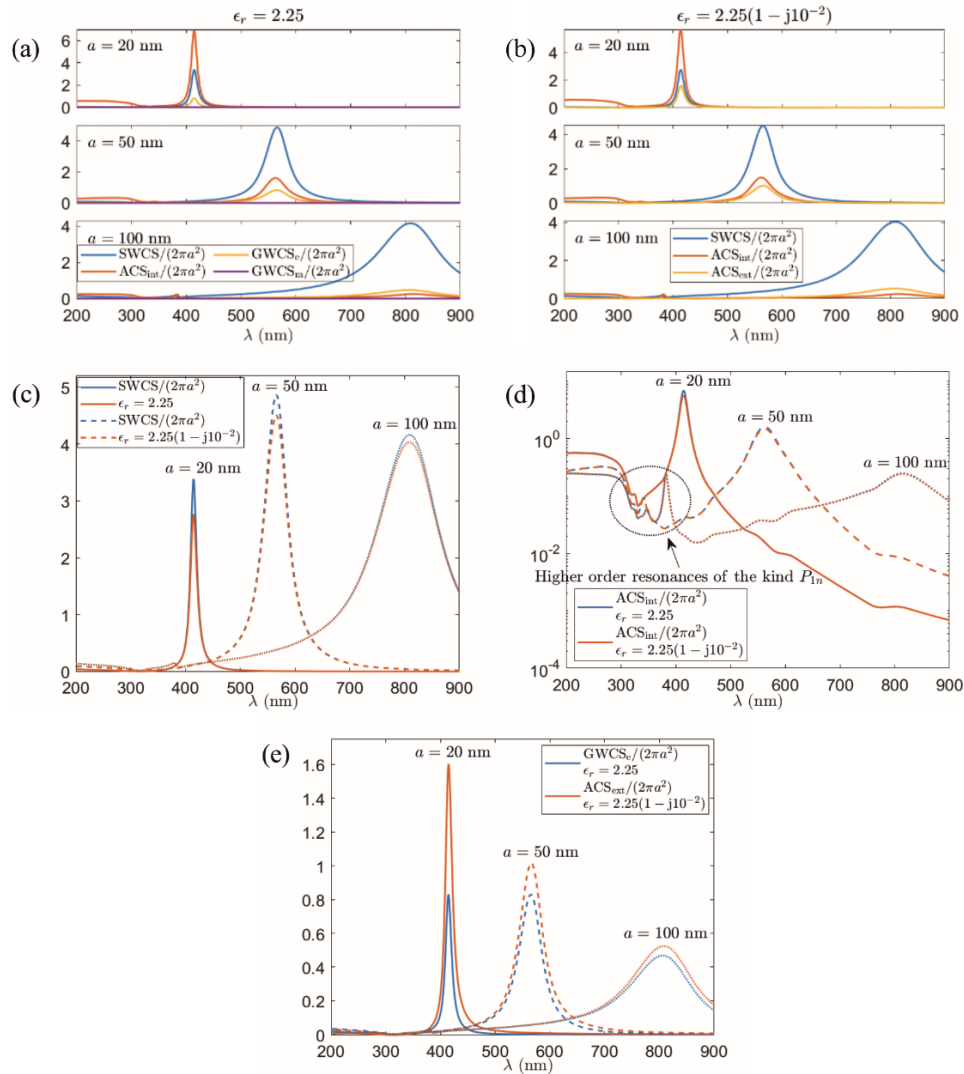 (a)
ϵr = 2.25
a = 20 nm
6
4
2
0
a = 50 nm
4
2
0
a = 100 nm
4
2
0
SWCS/(2πa²)
GWCSe/(2πa²)
ACSint/(2πa²)
GWCSm/(2πa²)
200 300 400 500 600 700 800 900
λ (nm)
(b)
ϵr = 2.25(1 − j10⁻²)
a = 20 nm
4
2
0
a = 50 nm
4
2
0
a = 100 nm
4
2
0
SWCS/(2πa²)
ACSint/(2πa²)
ACSext/(2πa²)
200 300 400 500 600 700 800 900
λ (nm)
(c)
SWCS/(2πa²)
ϵr = 2.25
SWCS/(2πa²)
ϵr = 2.25(1 − j10⁻²)
a = 50 nm
a = 100 nm
a = 20 nm
5
4
3
2
1
0
200 300 400 500 600 700 800 900
λ (nm)
(d)
a = 20 nm
a = 50 nm
a = 100 nm
10⁰
10⁻²
10⁻⁴
Higher order resonances of the kind P1n
ACSint/(2πa²)
ϵr = 2.25
ACSint/(2πa²)
ϵr = 2.25(1 − j10⁻²)
200 300 400 500 600 700 800 900
λ (nm)
(e)
a = 20 nm
GWCSe/(2πa²)
ϵr = 2.25
ACSext/(2πa²)
ϵr = 2.25(1 − j10⁻²)
a = 50 nm
a = 100 nm
1.6
1.4
1.2
1
0.8
0.6
0.4
0.2
0
200 300 400 500 600 700 800 900
λ (nm)